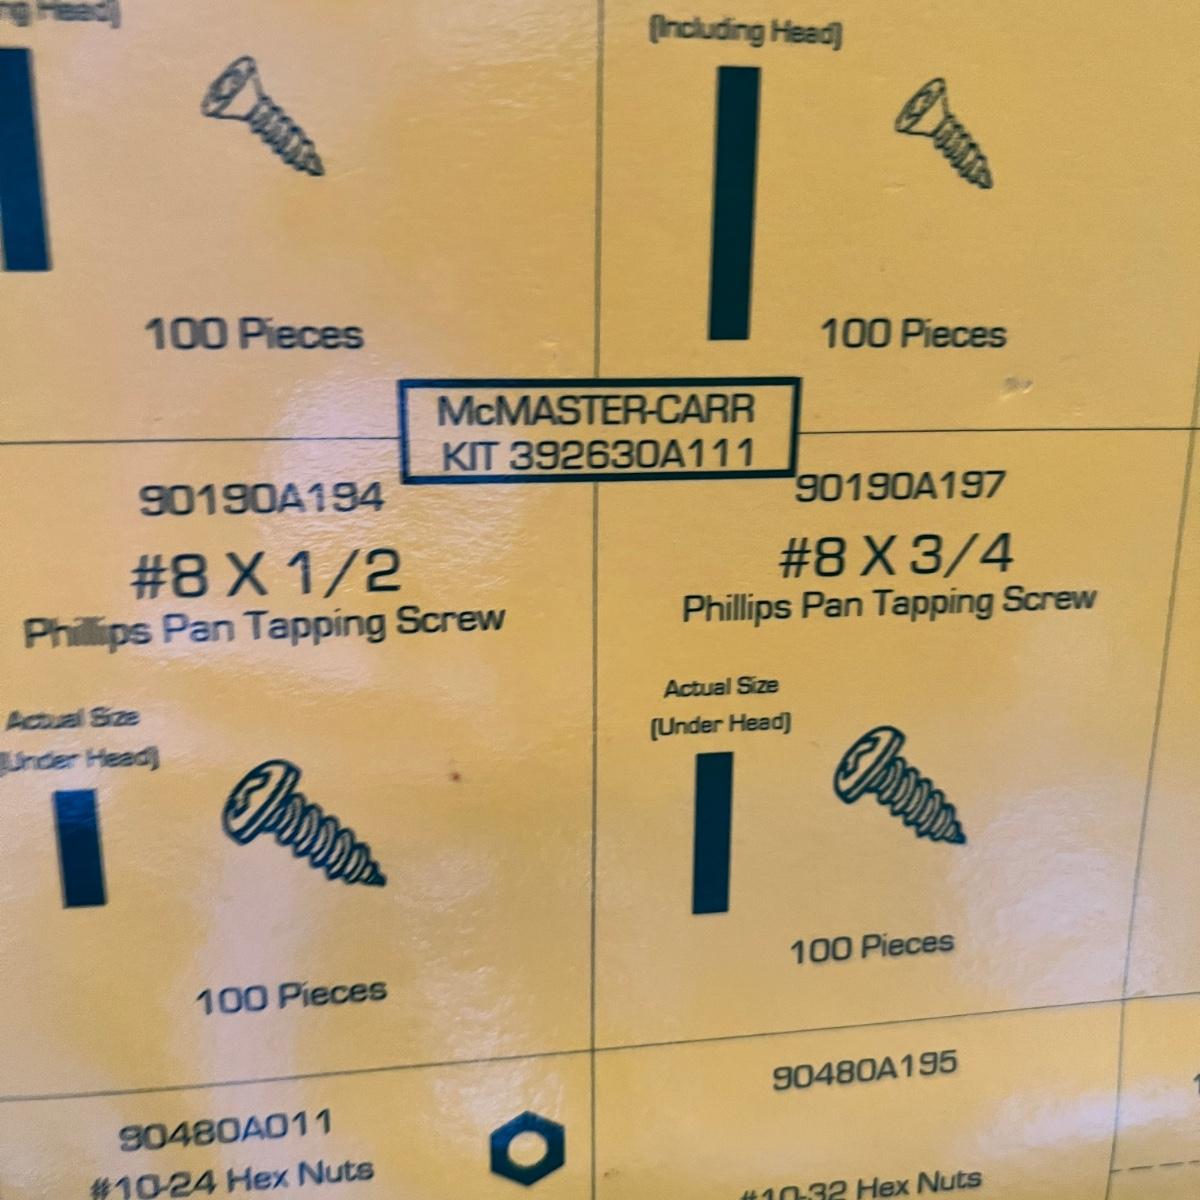 (Including Head)
100 Pieces
100 Pieces
McMASTER-CARR
KIT 392630A111
90190A194
#8 X 1/2
Phillips Pan Tapping Screw
90190A197
#8 X 3/4
Phillips Pan Tapping Screw
Actual Size
(Under Head)
100 Pieces
Actual Size
(Under Head)
100 Pieces
90480A011
#10-24 Hex Nuts
90480A195
#10-32 Hex Nuts